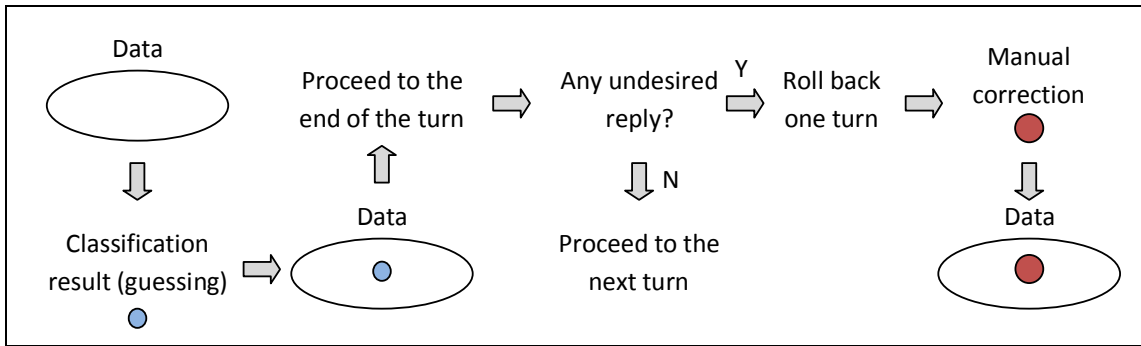 Data
Classification
result (guessing)
Data
Proceed to the
end of the turn
Any undesired
reply?
N
Proceed to the
next turn
Y
Roll back
one turn
Manual
correction
Data